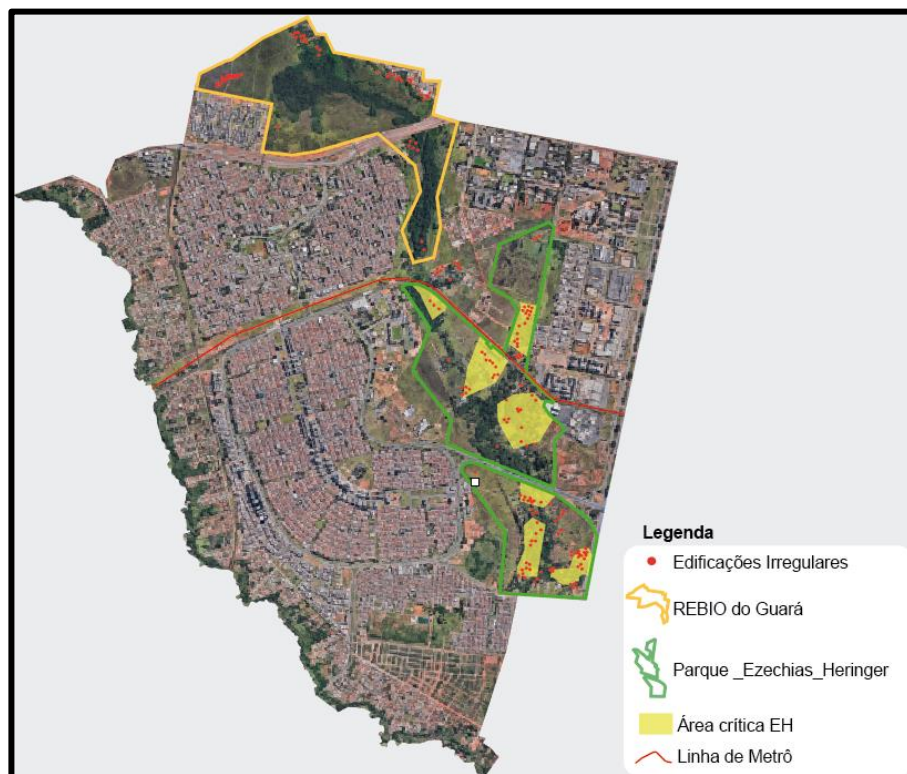 Legenda
Edificações Irregulares
REBIO do Guará
Parque _Ezechias_Heringer
Área crítica EH
Linha de Metrô